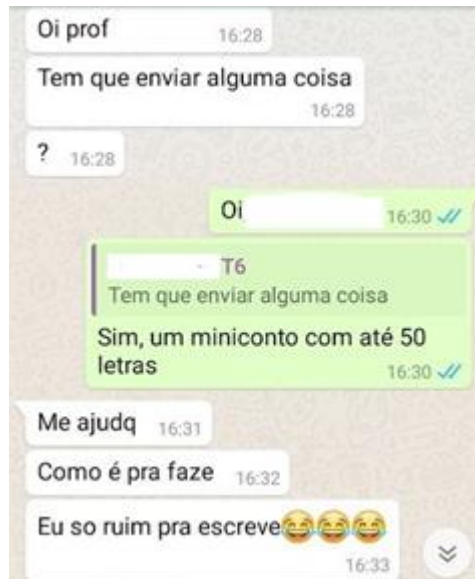 Oi prof
16:28
Tem que enviar alguma coisa
16:28
? 16:28
Oi 16:30
T6
Tem que enviar alguma coisa
Sim, um miniconto com até 50
letras 16:30
Me ajudq 16:31
Como é pra faze 16:32
Eu so ruim pra escreve😂😂😂
16:33